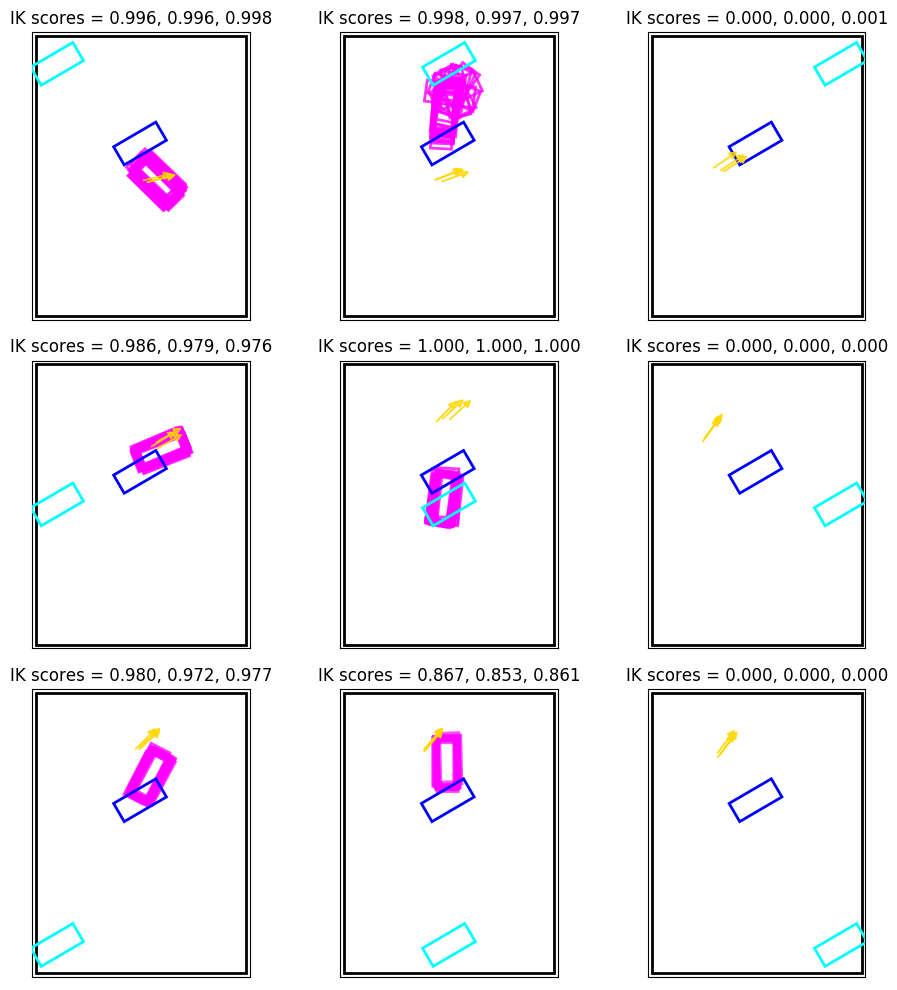 IK scores = 0.996, 0.996, 0.998
IK scores = 0.998, 0.997, 0.997
IK scores = 0.000, 0.000, 0.001
IK scores = 0.986, 0.979, 0.976
IK scores = 1.000, 1.000, 1.000
IK scores = 0.000, 0.000, 0.000
IK scores = 0.980, 0.972, 0.977
IK scores = 0.867, 0.853, 0.861
IK scores = 0.000, 0.000, 0.000